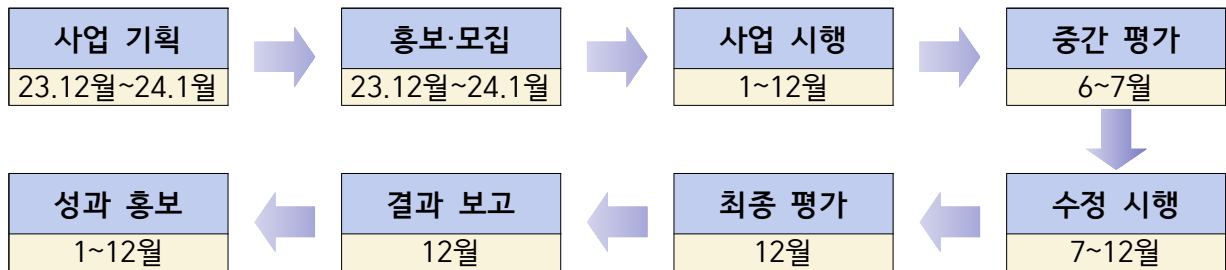 사업 기획
23.12월~24.1월
홍보·모집
23.12월~24.1월
사업 시행
1~12월
중간 평가
6~7월
수정 시행
7~12월
최종 평가
12월
결과 보고
12월
성과 홍보
1~12월